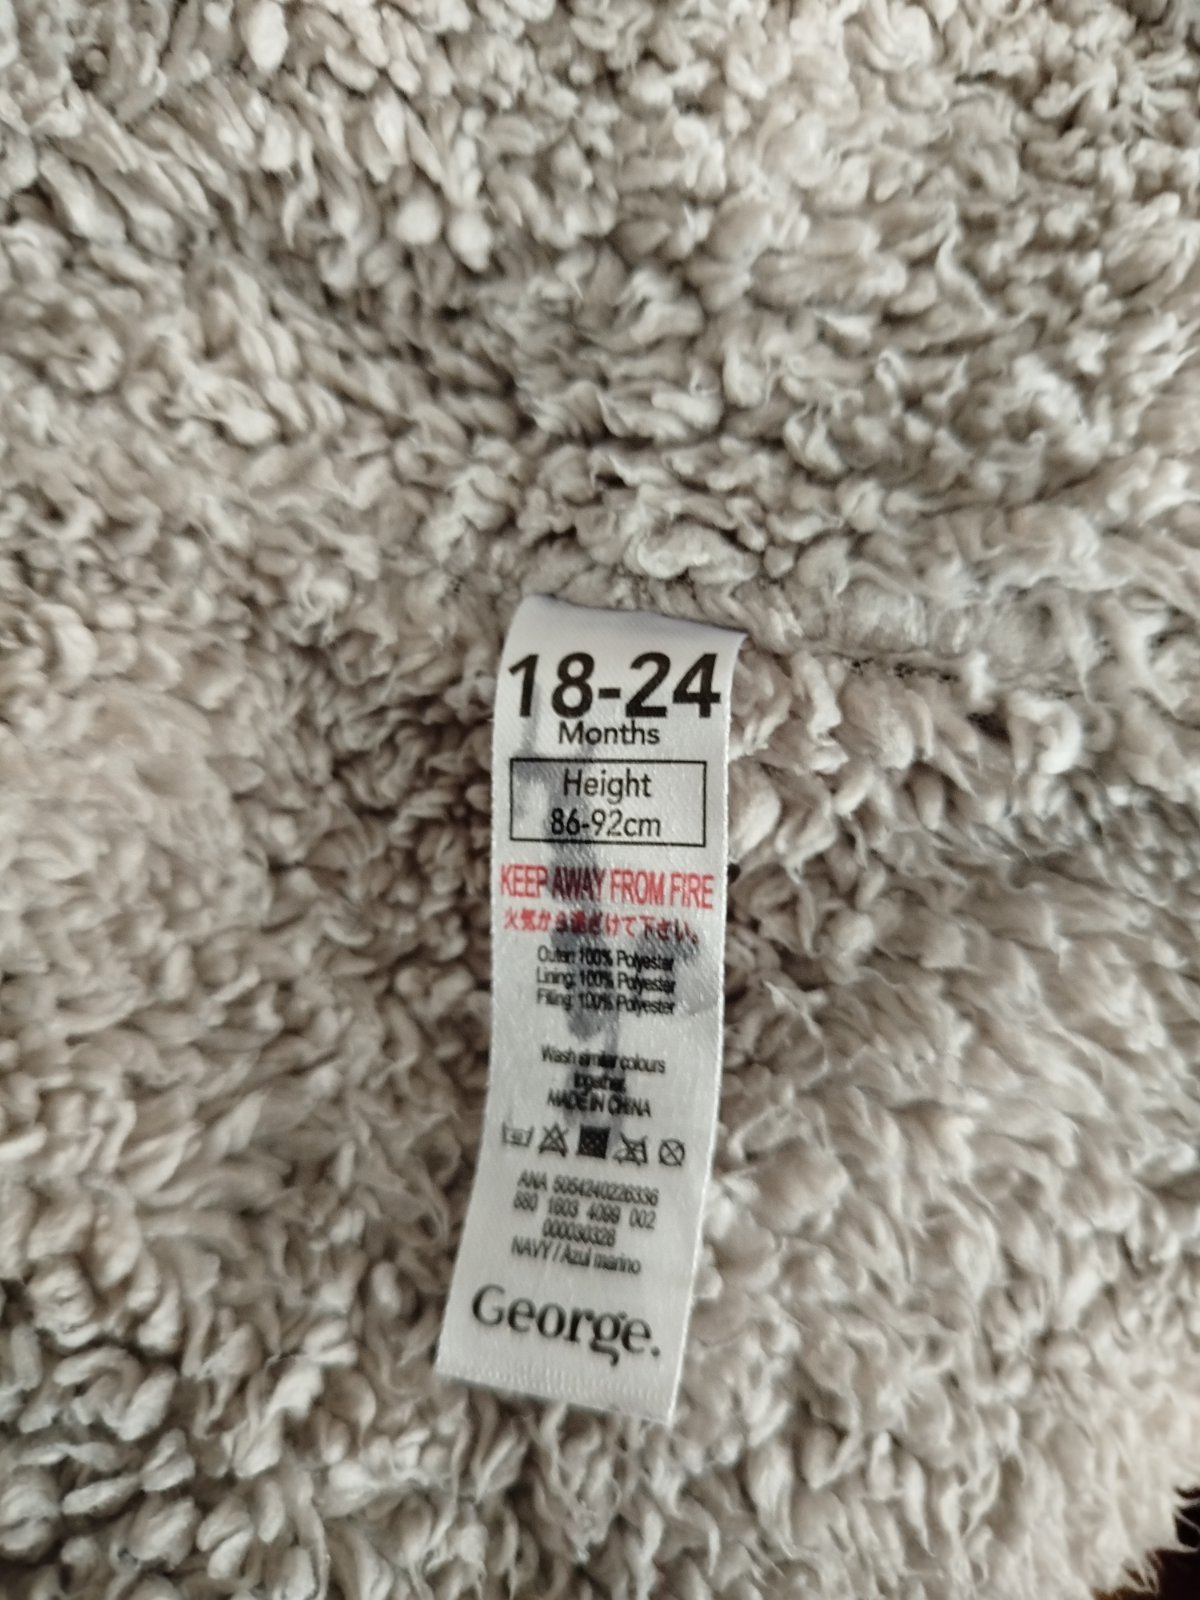 18-24
Months
Height
86-92cm
KEEP AWAY FROM FIRE
火気から遠ざけて下さい。
Outer: 100% Polyester
Lining: 100% Polyester
Filling: 100% Polyester
Wash similar colours
together.
MADE IN CHINA
ANA 5054240226336
680 1603 4099 002
000030328
NAVY / Azul marino
George.